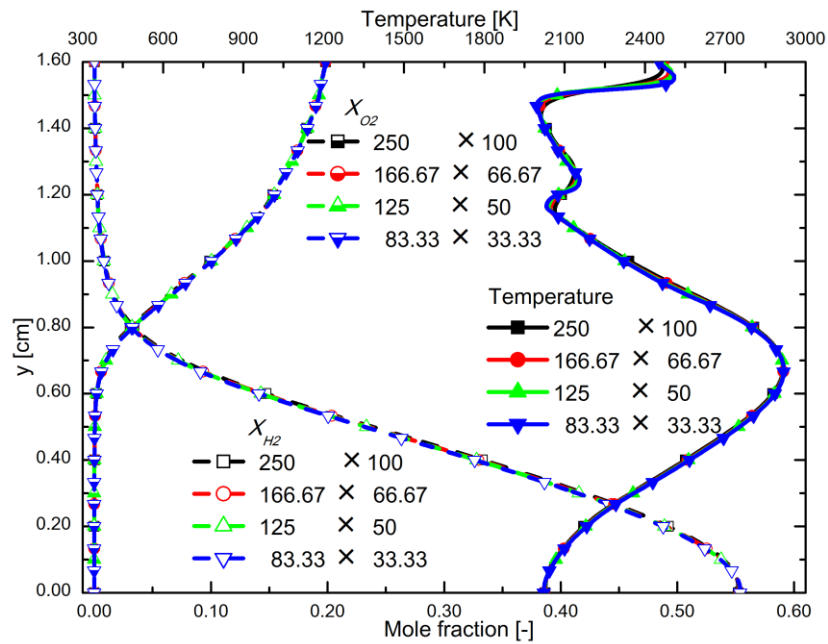 Temperature [K]
300 600 900 1200 1500 1800 2100 2400 2700 3000
1.60
1.40
1.20
1.00
0.80
0.60
0.40
0.20
0.00
y [cm]
X_O2
250 × 100
166.67 × 66.67
125 × 50
83.33 × 33.33
Temperature
250 × 100
166.67 × 66.67
125 × 50
83.33 × 33.33
X_H2
250 × 100
166.67 × 66.67
125 × 50
83.33 × 33.33
0.00 0.10 0.20 0.30 0.40 0.50 0.60
Mole fraction [-]